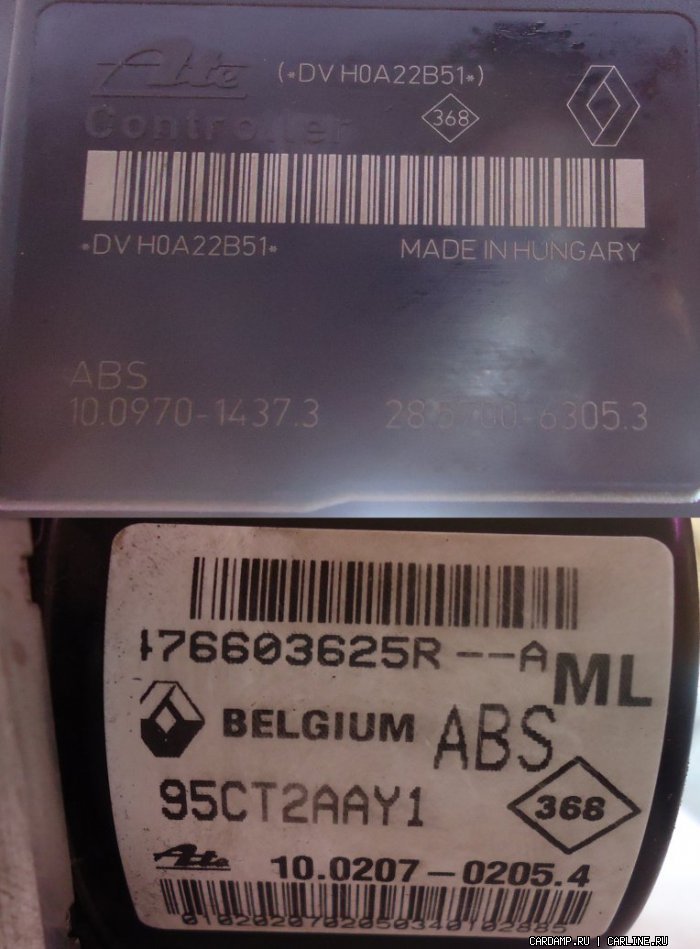 Ate (*DV H0A22B51*)
Controller 368
*DV H0A22B51* MADE IN HUNGARY
ABS
10.0970-1437.3 28.5700-6305.3
476603625R--A
ML
BELGIUM ABS
95CT2AAY1 368
Ate 10.0207-0205.4
0102020702050340102885
CARDAMP.RU | CARLINE.RU